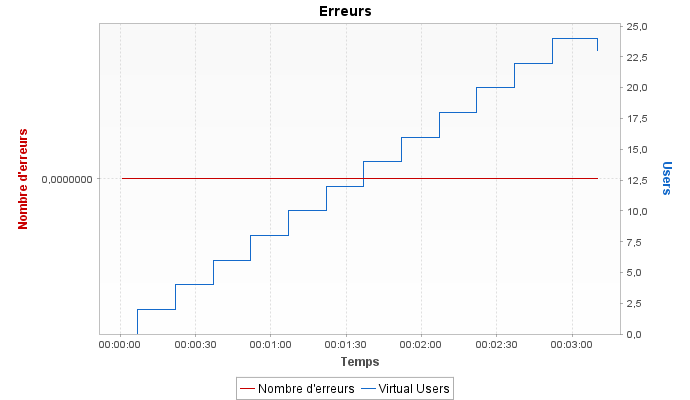 Erreurs
Nombre d'erreurs
0,0000000
25,0
22,5
20,0
17,5
15,0
12,5
10,0
7,5
5,0
2,5
0,0
Users
00:00:00 00:00:30 00:01:00 00:01:30 00:02:00 00:02:30 00:03:00
Temps
Nombre d'erreurs Virtual Users